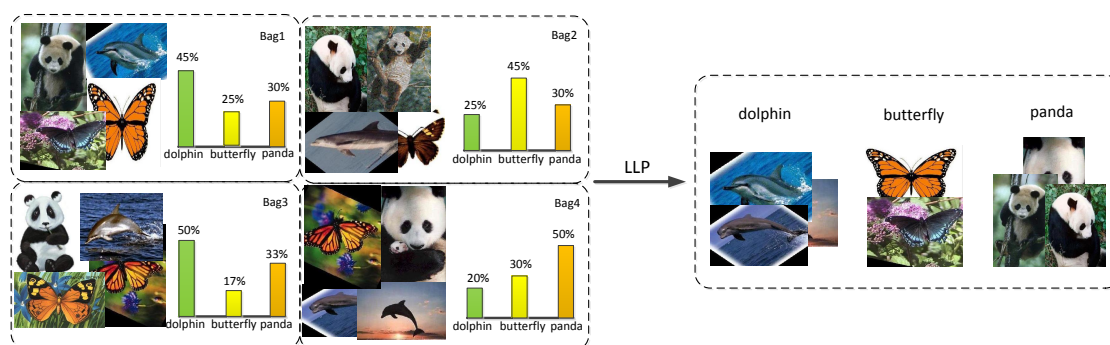 Bag1
45%
25%
30%
dolphin butterfly panda
Bag2
25%
45%
30%
dolphin butterfly panda
Bag3
50%
17%
33%
dolphin butterfly panda
Bag4
20%
30%
50%
dolphin butterfly panda
LLP
dolphin butterfly panda